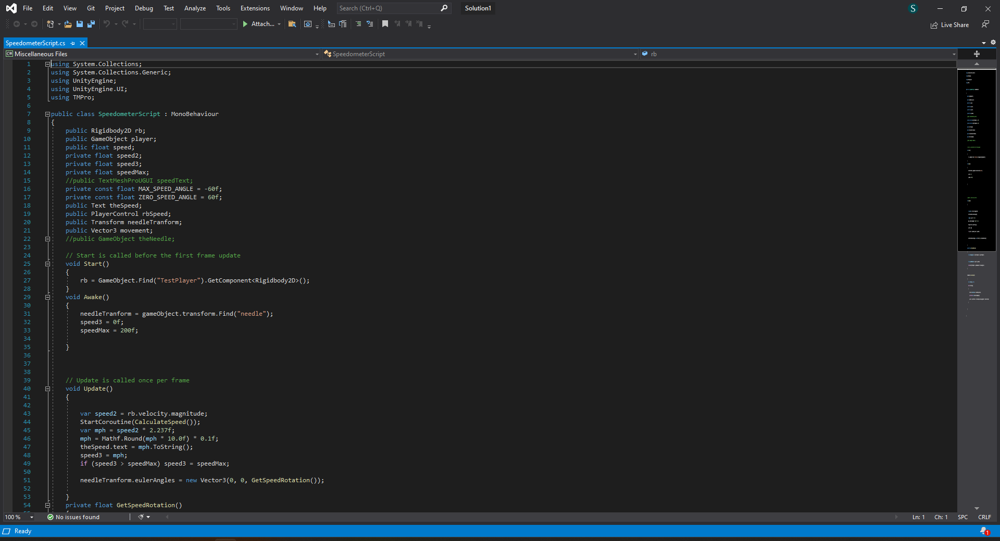 File Edit View Git Project Debug Test Analyze Tools Extensions Window Help Search (Ctrl+Q) Solution1 S
Attach... Live Share
SpeedometerScript.cs
C# Miscellaneous Files SpeedometerScript rb
1 using System.Collections;
2 using System.Collections.Generic;
3 using UnityEngine;
4 using UnityEngine.UI;
5 using TMPro;
6
7 public class SpeedometerScript : MonoBehaviour
8 {
9 public Rigidbody2D rb;
10 public GameObject player;
11 public float speed;
12 private float speed2;
13 private float speed3;
14 private float speedMax;
15 //public TextMeshProUGUI speedText;
16 private const float MAX_SPEED_ANGLE = -60f;
17 private const float ZERO_SPEED_ANGLE = 60f;
18 public Text theSpeed;
19 public PlayerControl rbSpeed;
20 public Transform needleTranform;
21 public Vector3 movement;
22 //public GameObject theNeedle;
23
24 // Start is called before the first frame update
25 void Start()
26 {
27 rb = GameObject.Find("TestPlayer").GetComponent<Rigidbody2D>();
28 }
29 void Awake()
30 {
31 needleTranform = gameObject.transform.Find("needle");
32 speed3 = 0f;
33 speedMax = 200f;
34
35 }
36
37
38
39 // Update is called once per frame
40 void Update()
41 {
42
43 var speed2 = rb.velocity.magnitude;
44 StartCoroutine(CalculateSpeed());
45 var mph = speed2 * 2.237f;
46 mph = Mathf.Round(mph * 10.0f) * 0.1f;
47 theSpeed.text = mph.ToString();
48 speed3 = mph;
49 if (speed3 > speedMax) speed3 = speedMax;
50
51 needleTranform.eulerAngles = new Vector3(0, 0, GetSpeedRotation());
52
53 }
54 private float GetSpeedRotation()
100 % No issues found Ln: 1 Ch: 1 SPC CRLF
Ready 1